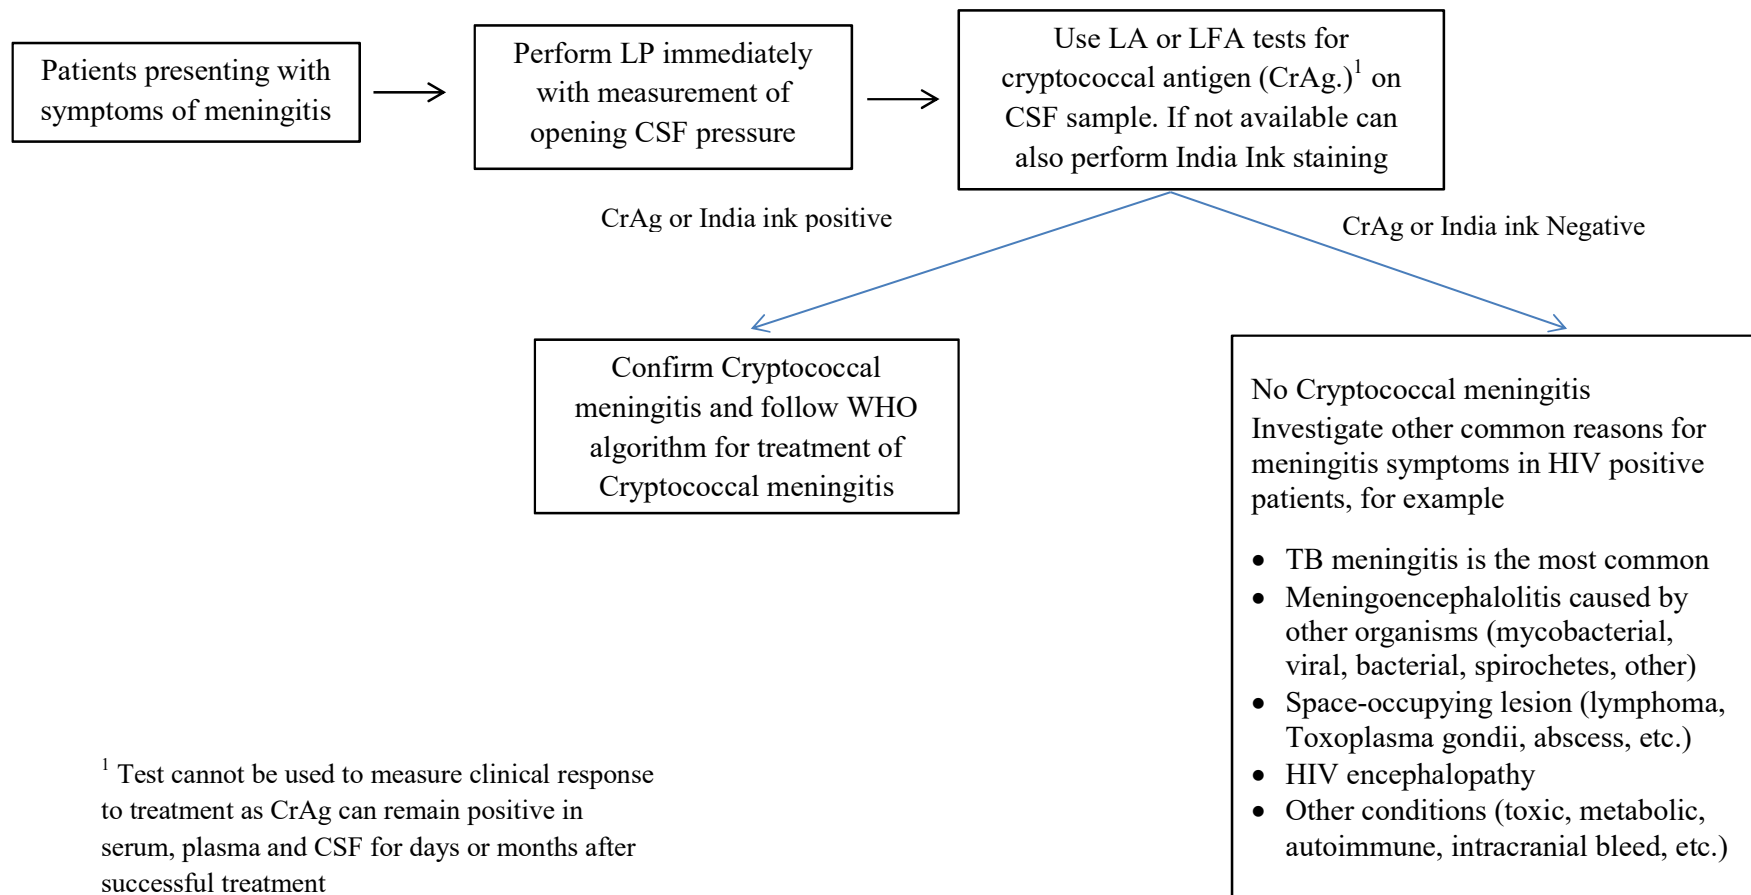 Patients presenting with
symptoms of meningitis
Perform LP immediately
with measurement of
opening CSF pressure
Use LA or LFA tests for
cryptococcal antigen (CrAg.)¹ on
CSF sample. If not available can
also perform India Ink staining
CrAg or India ink positive
CrAg or India ink Negative
Confirm Cryptococcal
meningitis and follow WHO
algorithm for treatment of
Cryptococcal meningitis
No Cryptococcal meningitis
Investigate other common reasons for
meningitis symptoms in HIV positive
patients, for example
• TB meningitis is the most common
• Meningoencephalolitis caused by
other organisms (mycobacterial,
viral, bacterial, spirochetes, other)
• Space-occupying lesion (lymphoma,
Toxoplasma gondii, abscess, etc.)
• HIV encephalopathy
• Other conditions (toxic, metabolic,
autoimmune, intracranial bleed, etc.)
¹ Test cannot be used to measure clinical response
to treatment as CrAg can remain positive in
serum, plasma and CSF for days or months after
successful treatment